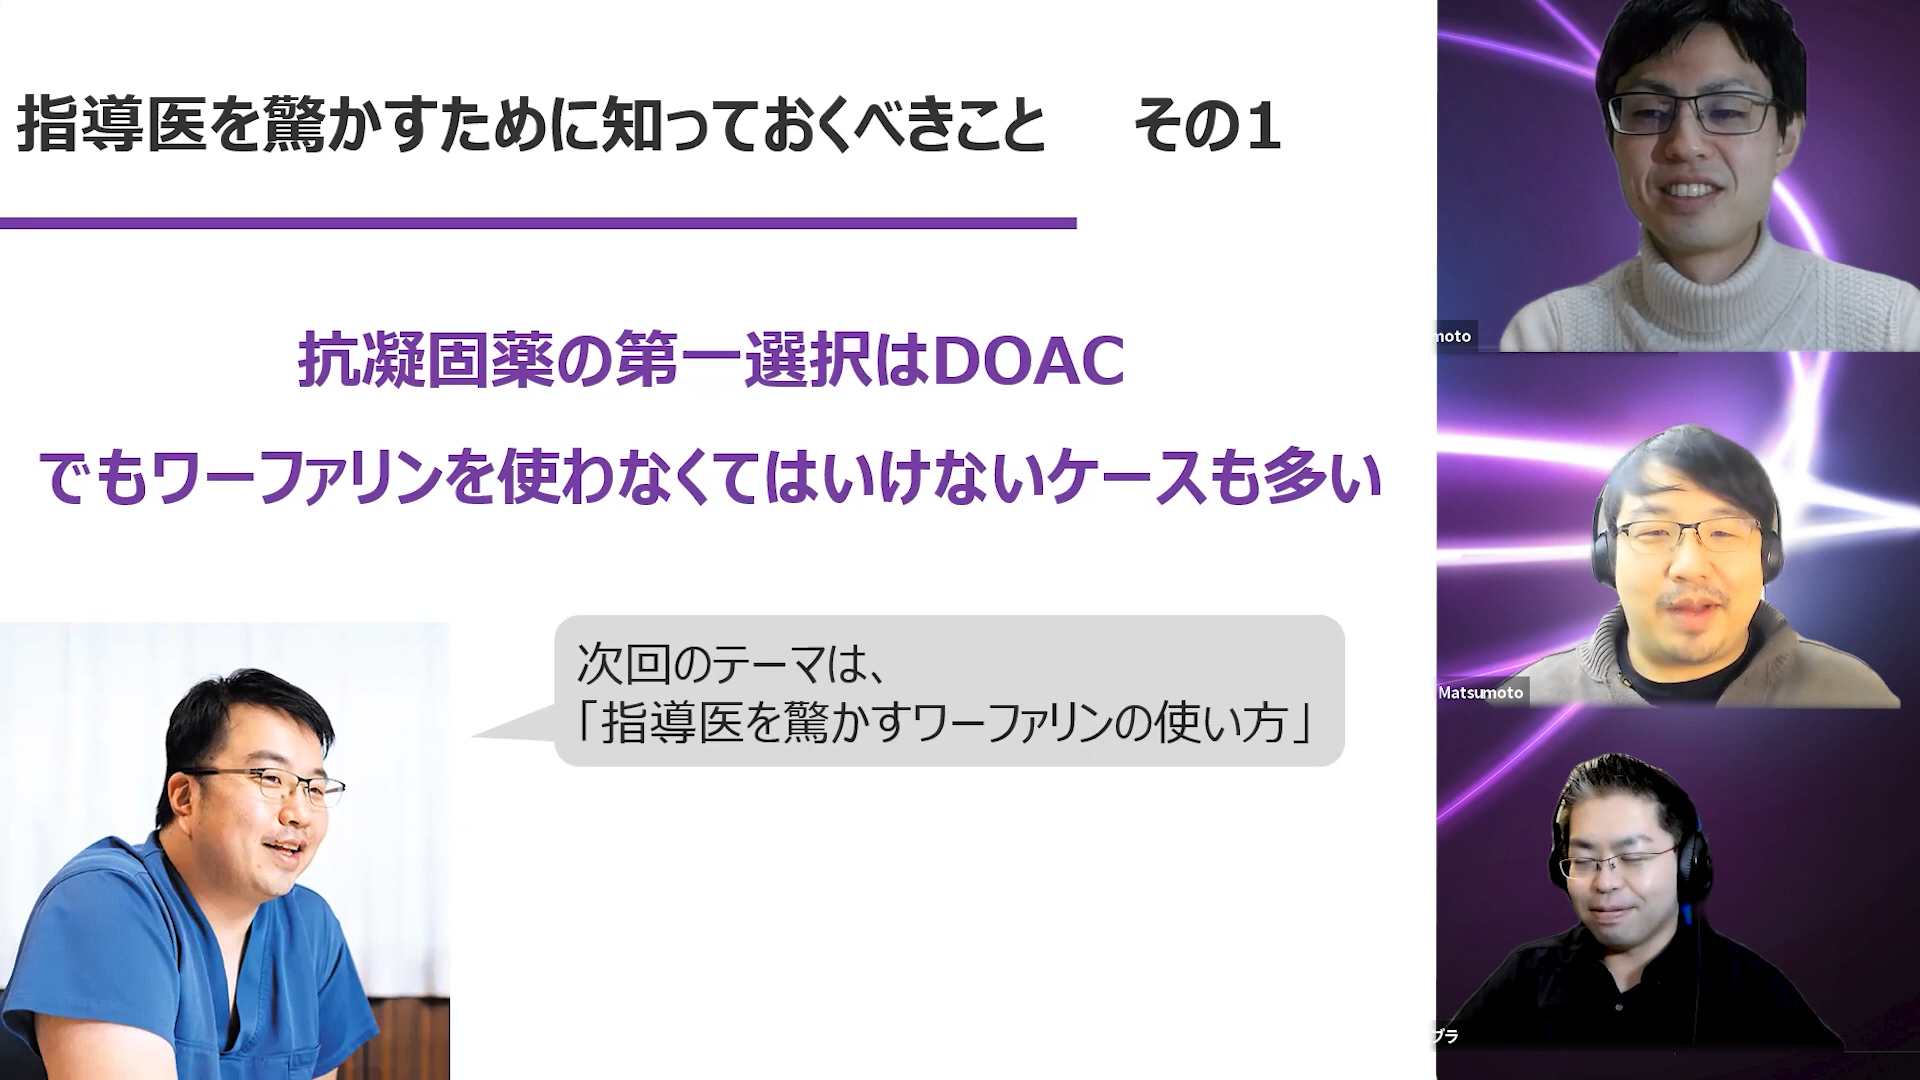 指導医を驚かすために知っておくべきこと その1
抗凝固薬の第一選択はDOAC
でもワーファリンを使わなくてはいけないケースも多い
次回のテーマは、
「指導医を驚かすワーファリンの使い方」
moto
Matsumoto
ブラ